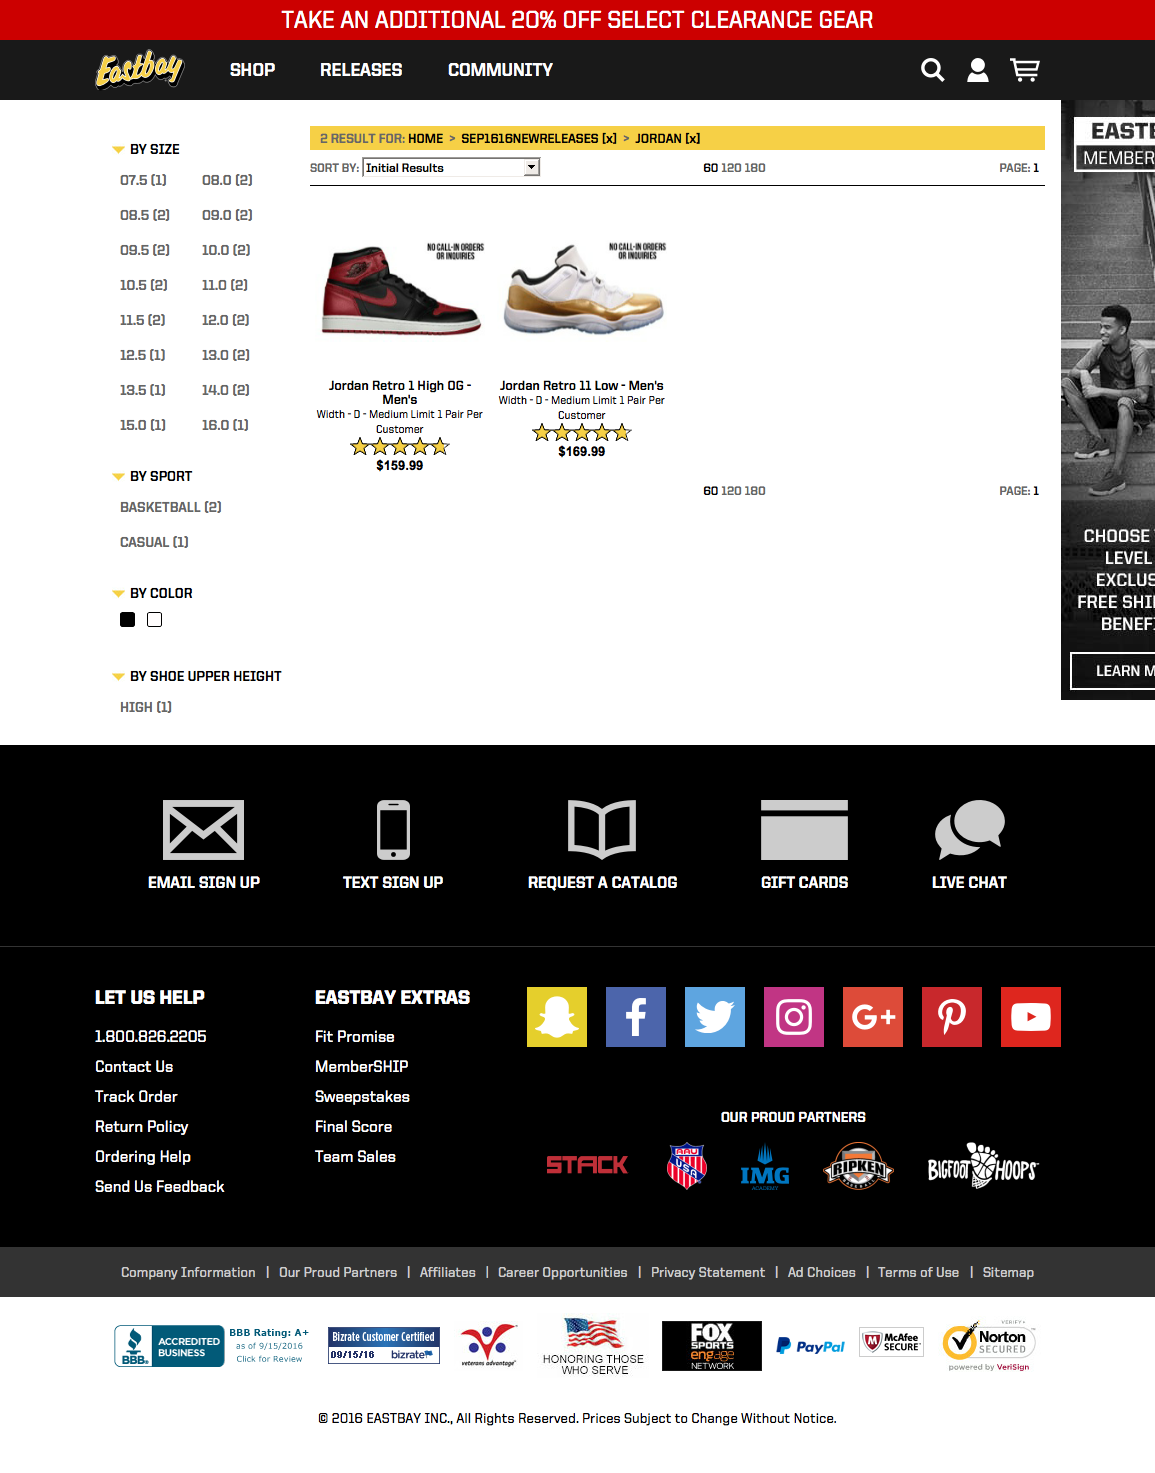 TAKE AN ADDITIONAL 20% OFF SELECT CLEARANCE GEAR
Eastbay SHOP RELEASES COMMUNITY
BY SIZE
07.5 (1) 08.0 (2)
08.5 (2) 09.0 (2)
09.5 (2) 10.0 (2)
10.5 (2) 11.0 (2)
11.5 (2) 12.0 (2)
12.5 (1) 13.0 (2)
13.5 (1) 14.0 (2)
15.0 (1) 16.0 (1)
BY SPORT
BASKETBALL (2)
CASUAL (1)
BY COLOR
BY SHOE UPPER HEIGHT
HIGH (1)
2 RESULT FOR: HOME > SEP1616NEWRELEASES [x] > JORDAN [x]
SORT BY: Initial Results 60 120 180 PAGE: 1
NO CALL-IN ORDERS
OR INQUIRIES
Jordan Retro 1 High OG -
Men's
Width - D - Medium Limit 1 Pair Per
Customer
$159.99
NO CALL-IN ORDERS
OR INQUIRIES
Jordan Retro 11 Low - Men's
Width - D - Medium Limit 1 Pair Per
Customer
$169.99
60 120 180 PAGE: 1
EASTE
MEMBER
CHOOSE
LEVEL
EXCLUS
FREE SHI
BENEFI
LEARN M
EMAIL SIGN UP TEXT SIGN UP REQUEST A CATALOG GIFT CARDS LIVE CHAT
LET US HELP
1.800.826.2205
Contact Us
Track Order
Return Policy
Ordering Help
Send Us Feedback
EASTBAY EXTRAS
Fit Promise
MemberSHIP
Sweepstakes
Final Score
Team Sales
G+
OUR PROUD PARTNERS
STACK
AAU
USA
IMG
ACADEMY
RIPKEN
BASEBALL
BIGFOOT HOOPS
Company Information | Our Proud Partners | Affiliates | Career Opportunities | Privacy Statement | Ad Choices | Terms of Use | Sitemap
BBB.
ACCREDITED
BUSINESS
BBB Rating: A+
as of 9/15/2016
Click for Review
Bizrate Customer Certified
09/15/16 bizrate
veterans advantage
HONORING THOSE
WHO SERVE
FOX
SPORTS
engage
NETWORK
PayPal
McAfee
SECURE
VERIFY
Norton
SECURED
powered by VeriSign
© 2016 EASTBAY INC., All Rights Reserved. Prices Subject to Change Without Notice.